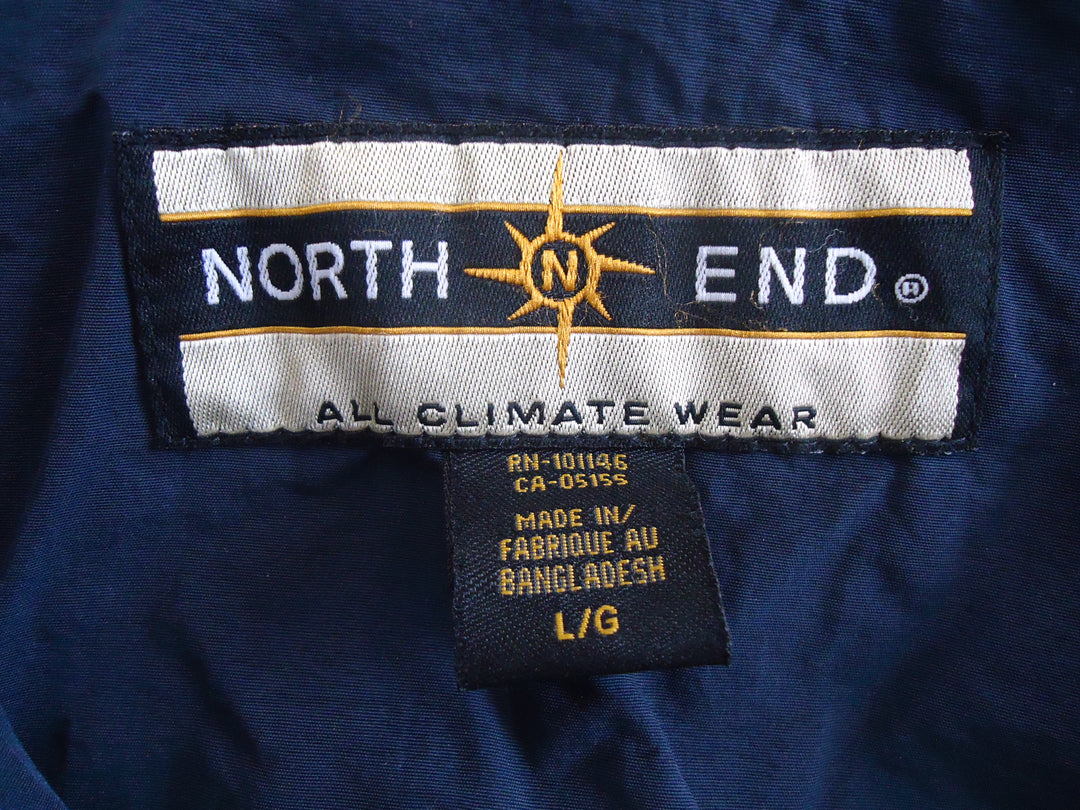 NORTH N END ®
ALL CLIMATE WEAR
RN-101146
CA-05155
MADE IN/
FABRIQUE AU
BANGLADESH
L/G